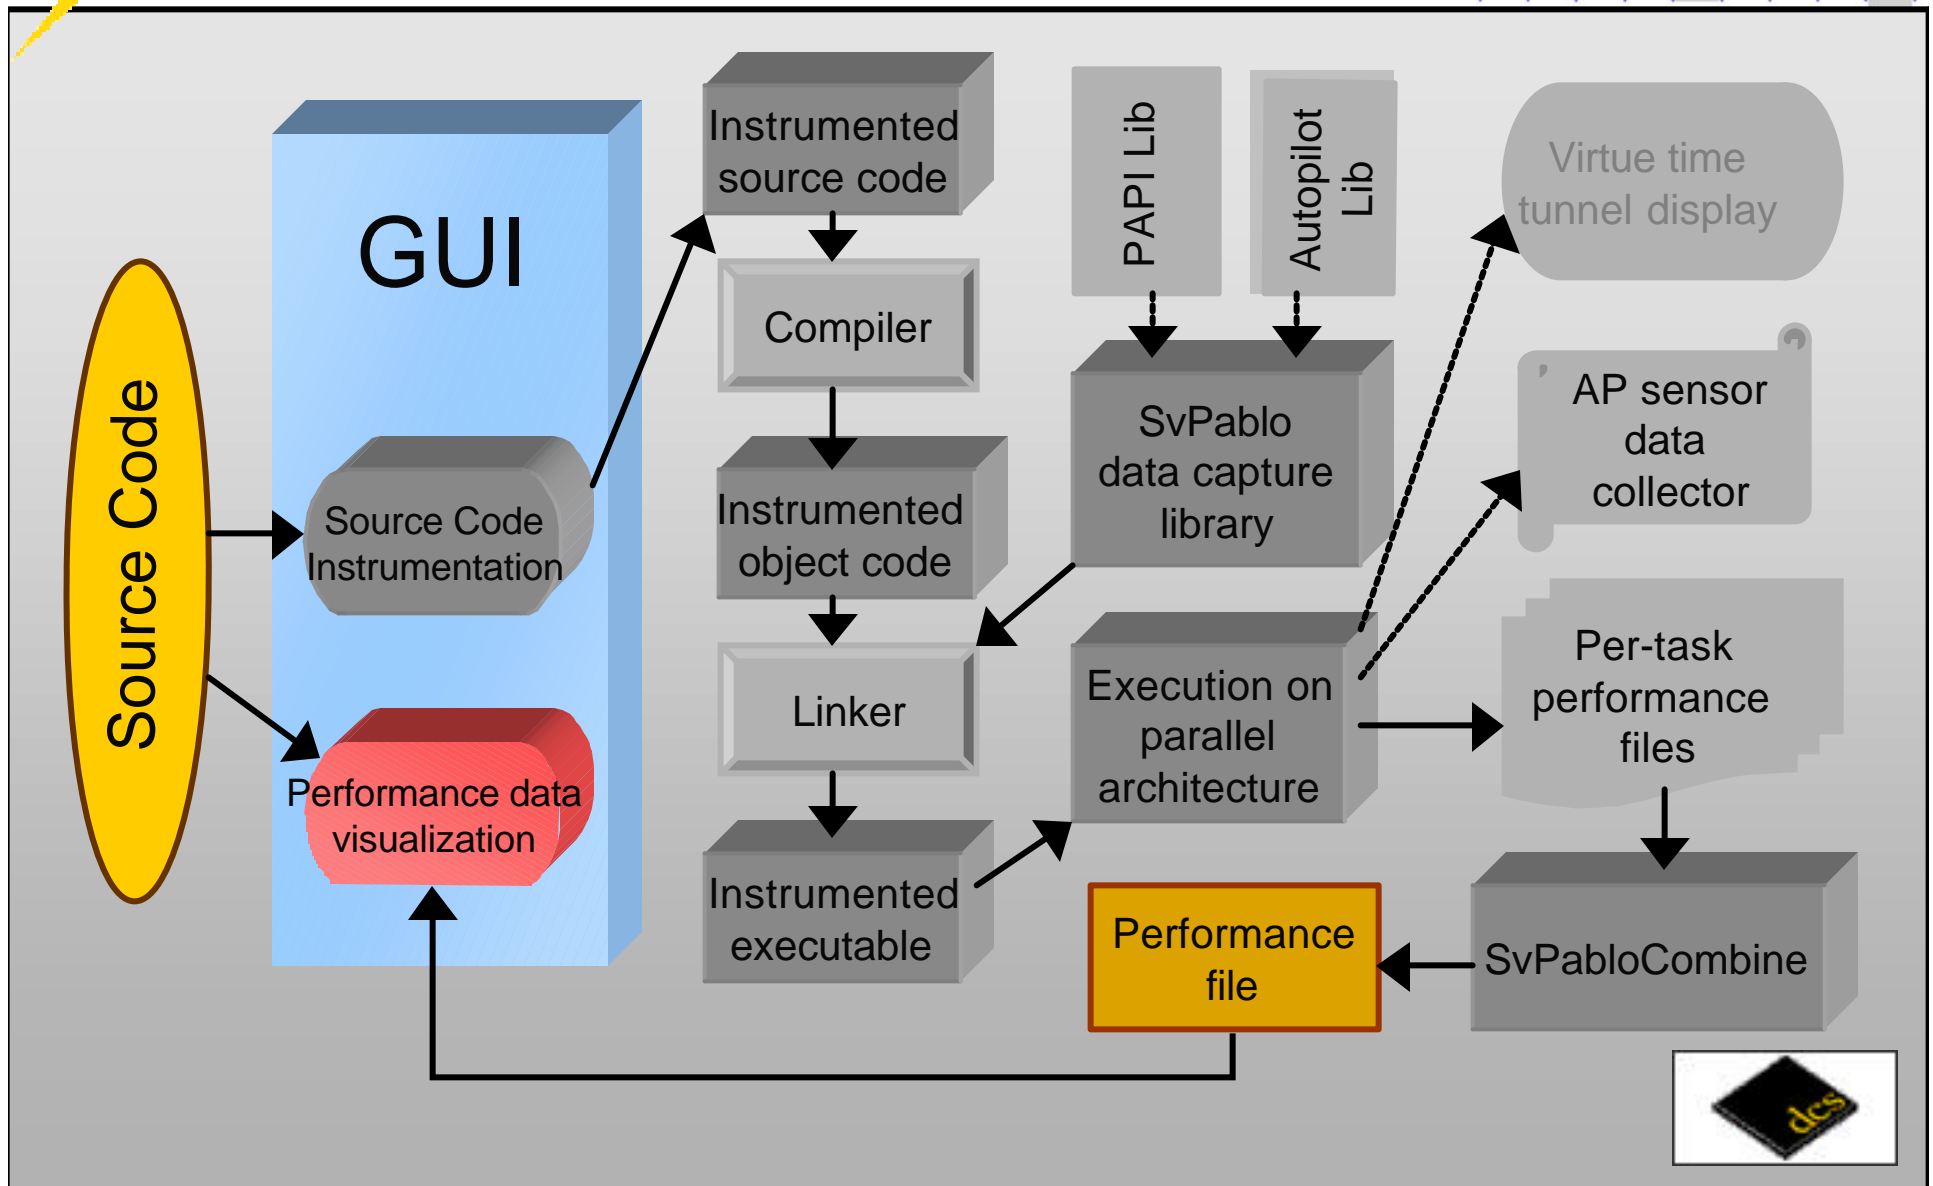 Source Code
GUI
Source Code
Instrumentation
Performance data
visualization
Instrumented
source code
Compiler
Instrumented
object code
Linker
Instrumented
executable
PAPI Lib
Autopilot
Lib
SvPablo
data capture
library
Execution on
parallel
architecture
Performance
file
Virtue time
tunnel display
AP sensor
data
collector
Per-task
performance
files
SvPabloCombine
dcs